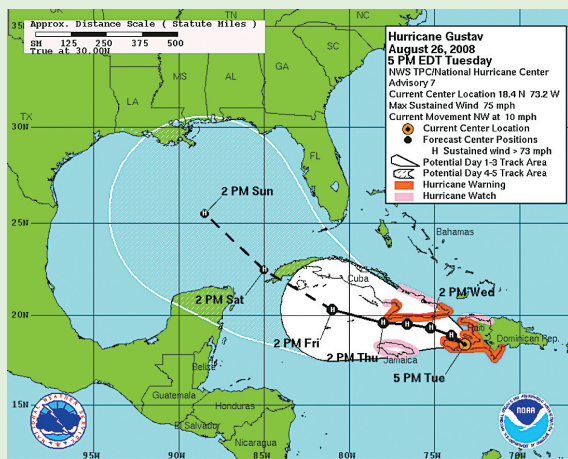 Approx. Distance Scale ( Statute Miles )
SM 125 250 375 500
True at 30.00N
Hurricane Gustav
August 26, 2008
5 PM EDT Tuesday
NWS TPC/National Hurricane Center
Advisory 7
Current Center Location 18.4 N 73.2 W
Max Sustained Wind 75 mph
Current Movement NW at 10 mph
Current Center Location
Forecast Center Positions
H Sustained wind > 73 mph
Potential Day 1-3 Track Area
Potential Day 4-5 Track Area
Hurricane Warning
Hurricane Watch
TN
NC
SC
MS
AL
GA
LA
TX
30N
FL
2 PM Sun
25N
Bahamas
Cuba
2 PM Sat
2 PM Wed
20N
Haiti
Dominican Rep.
2 PM Fri
2 PM Thu
Jamaica
5 PM Tue
Belize
Guatemala
Honduras
15N
El Salvador
Nicaragua
NOAA
95W
90W
85W
80W
75W
70W